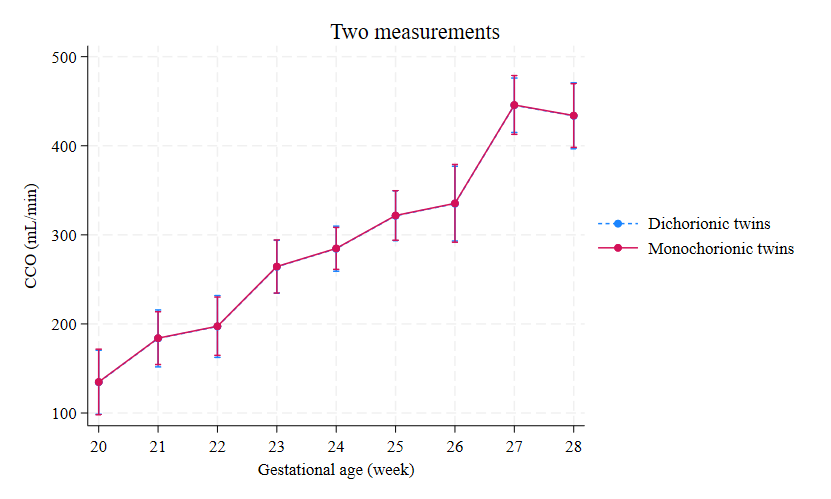 Two measurements
500
400
300
200
100
CCO (mL/min)
20 21 22 23 24 25 26 27 28
Gestational age (week)
Dichorionic twins
Monochorionic twins